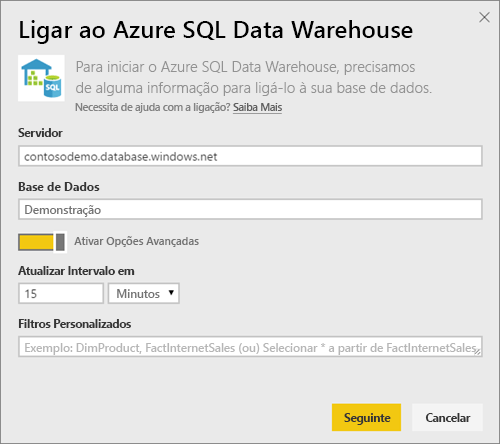 Ligar ao Azure SQL Data Warehouse
SQL
Para iniciar o Azure SQL Data Warehouse, precisamos
de alguma informação para ligá-lo à sua base de dados.
Necessita de ajuda com a ligação? Saiba Mais
Servidor
contosodemo.database.windows.net
Base de Dados
Demonstração
Ativar Opções Avançadas
Atualizar Intervalo em
15 Minutos
Filtros Personalizados
Exemplo: DimProduct, FactInternetSales (ou) Selecionar * a partir de FactInternetSales,
Seguinte Cancelar